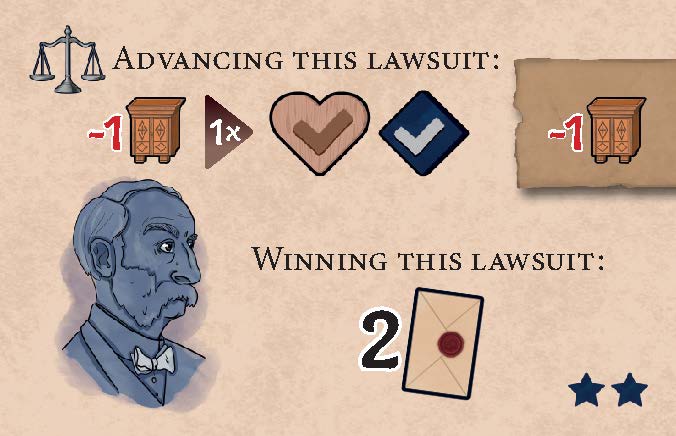 ADVANCING THIS LAWSUIT:
-1 1x -1
WINNING THIS LAWSUIT:
2